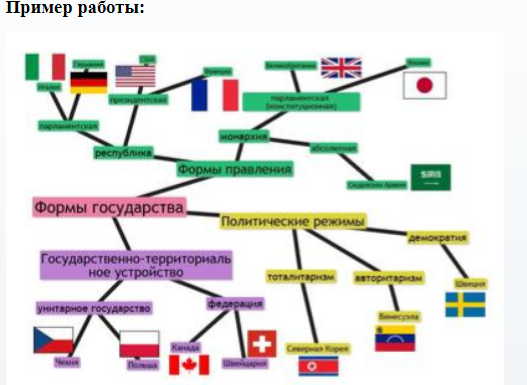 Пример работы:
Германия
США
Италия
Франция
Великобритания
Япония
президентская
парламентская
(конституционная)
парламентская
монархия
абсолютная
республика
Формы правления
Саудовская Аравия
Формы государства
Политические режимы
демократия
Государственно-территориаль
ное устройство
тоталитаризм
авторитаризм
Швеция
унитарное государство
федерация
Венесуэла
Канада
Северная Корея
Чехия
Польша
Швейцария